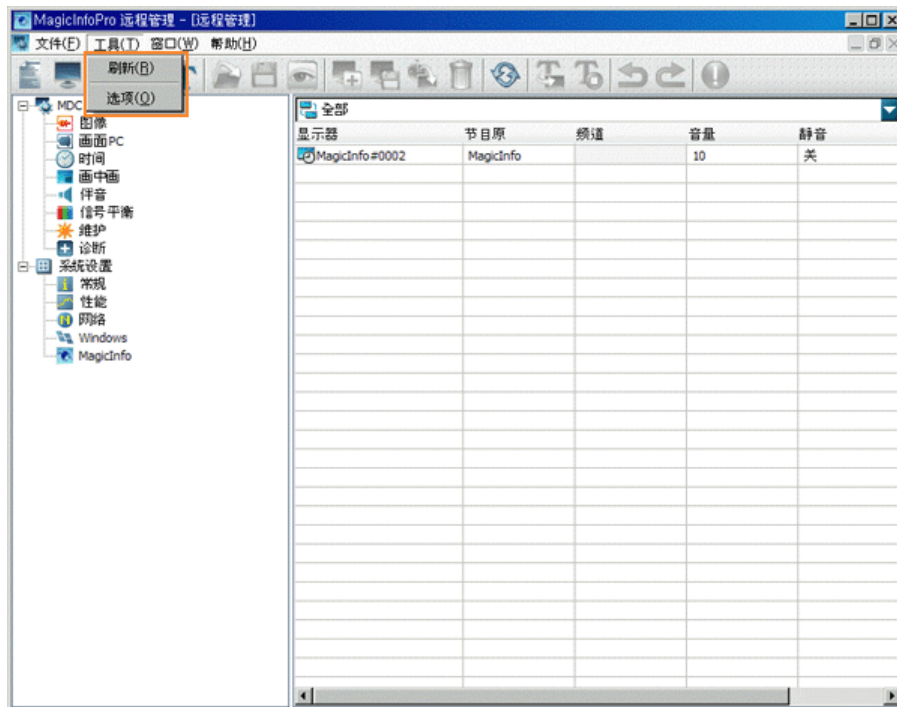 MagicInfoPro 远程管理 - [远程管理]
文件(F) 工具(T) 窗口(W) 帮助(H)
刷新(R)
选项(O)
MDC
图像
画面PC
时间
画中画
伴音
信号平衡
维护
诊断
系统设置
常规
性能
网络
Windows
MagicInfo
全部
显示器 节目原 频道 音量 静音
MagicInfo#0002 MagicInfo 10 关